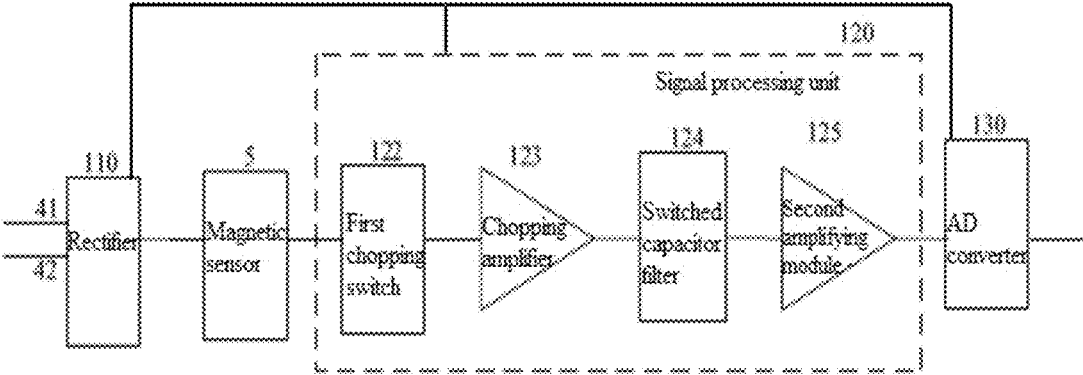 120
Signal processing unit
110
5
122
123
124
125
130
41
42
Rectifier
Magnetic
sensor
First
chopping
switch
Chopping
amplifier
Switched
capacitor
filter
Second
amplifying
module
AD
converter